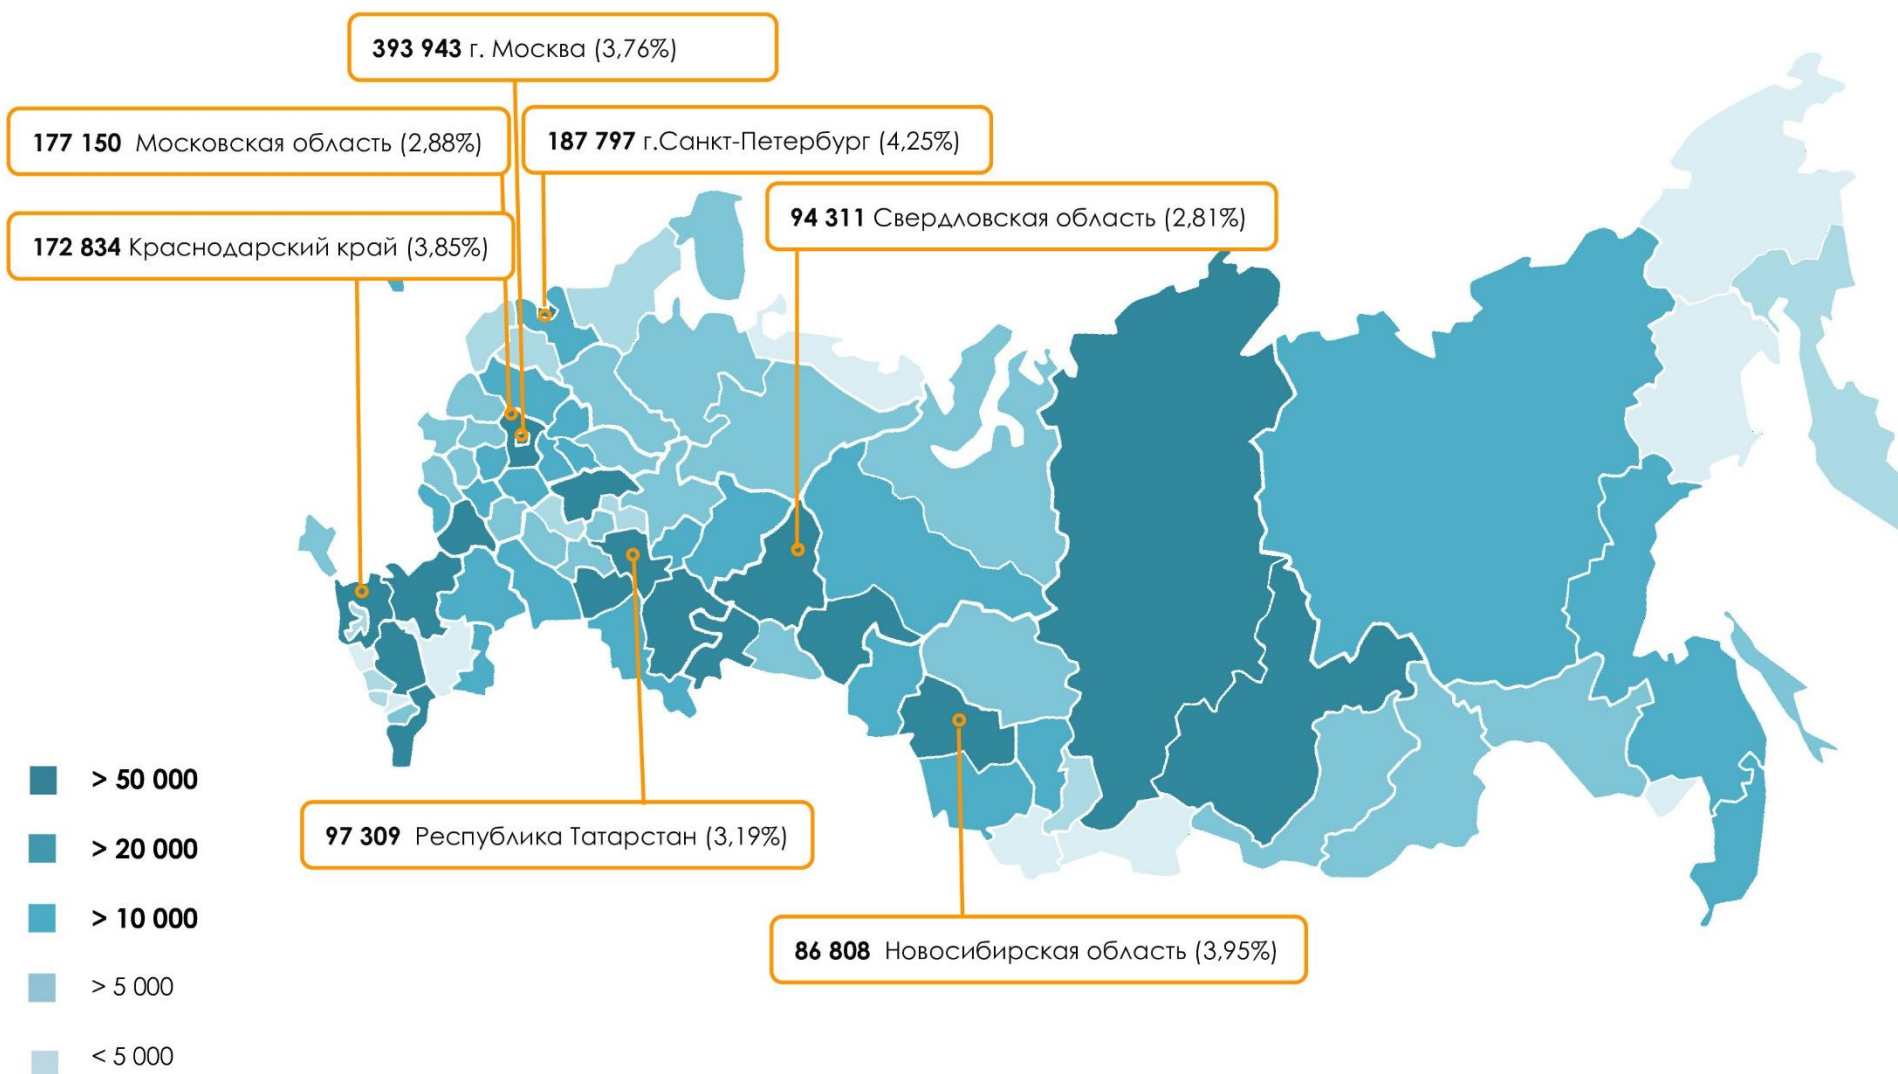 393 943 г. Москва (3,76%)
177 150 Московская область (2,88%)
187 797 г.Санкт-Петербург (4,25%)
172 834 Краснодарский край (3,85%)
94 311 Свердловская область (2,81%)
> 50 000
> 20 000
> 10 000
> 5 000
< 5 000
97 309 Республика Татарстан (3,19%)
86 808 Новосибирская область (3,95%)